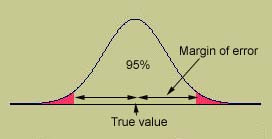 Margin of error
95%
True value